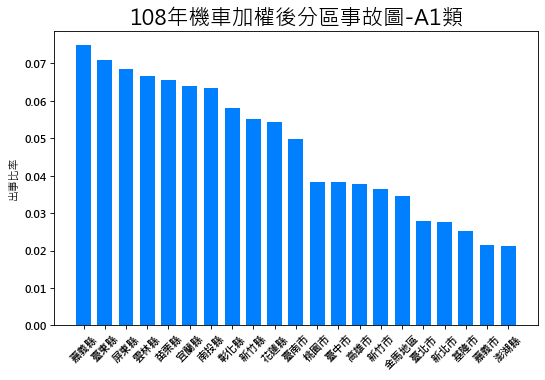 108年機車加權後分區事故圖-A1類
出事比率
0.07
0.06
0.05
0.04
0.03
0.02
0.01
0.00
嘉義縣
臺東縣
屏東縣
雲林縣
苗栗縣
宜蘭縣
南投縣
彰化縣
新竹縣
花蓮縣
臺南市
桃園市
臺中市
高雄市
新竹市
金馬地區
臺北市
新北市
基隆市
嘉義市
澎湖縣